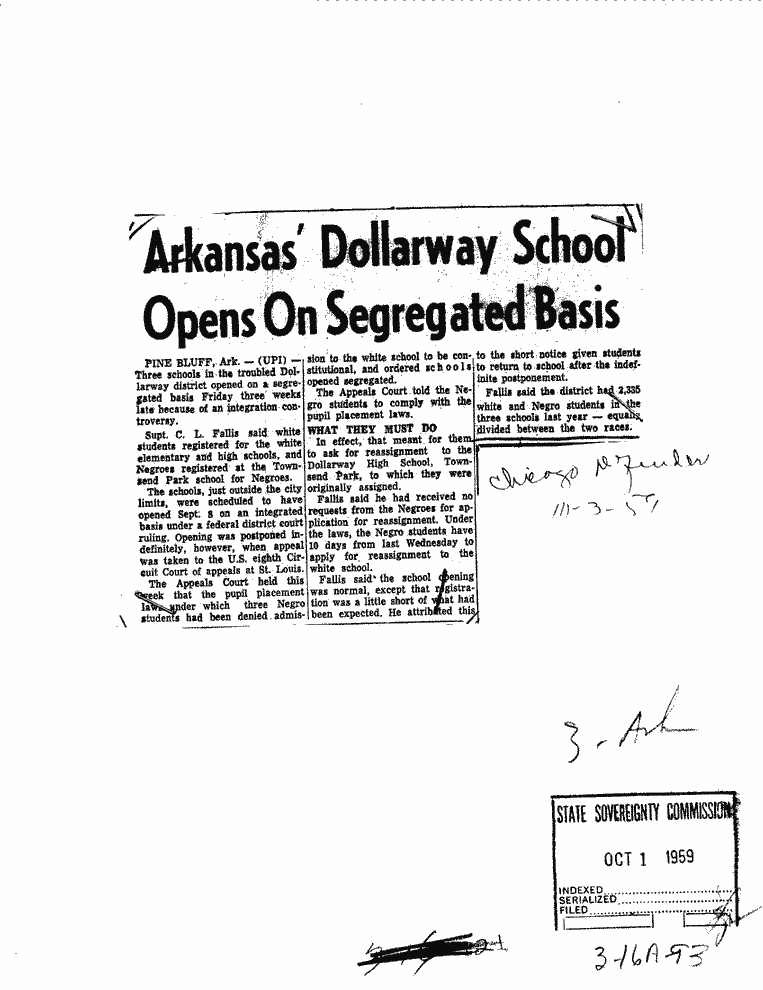 Arkansas' Dollarway School
Opens On Segregated Basis
PINE BLUFF, Ark. — (UPI) —
Three schools in the troubled Dol-
larway district opened on a segre-
gated basis Friday three weeks
late because of an integration con-
troversy.
Supt. C. L. Fallis said white
students registered for the white
elementary and high schools, and
Negroes registered at the Town-
send Park school for Negroes.
The schools, just outside the city
limits, were scheduled to have
opened Sept. 8 on an integrated
basis under a federal district court
ruling. Opening was postponed in-
definitely, however, when appeal
was taken to the U.S. eighth Cir-
cuit Court of appeals at St. Louis.
The Appeals Court held this
week that the pupil placement
laws under which three Negro
students had been denied admis-
sion to the white school to be con-
stitutional, and ordered schools
opened segregated.
The Appeals Court told the Ne-
gro students to comply with the
pupil placement laws.
WHAT THEY MUST DO
In effect, that meant for them
to ask for reassignment to the
Dollarway High School, Town-
send Park, to which they were
originally assigned.
Fallis said he had received no
requests from the Negroes for ap-
plication for reassignment. Under
the laws, the Negro students have
10 days from last Wednesday to
apply for reassignment to the
white school.
Fallis said the school opening
was normal, except that registra-
tion was a little short of what had
been expected. He attributed this
to the short notice given students
to return to school after the indef-
inite postponement.
Fallis said the district had 2,335
white and Negro students in the
three schools last year — equally
divided between the two races.
Chicago Defender
3 - Ark
STATE SOVEREIGNTY COMMISSION
OCT 1 1959
INDEXED
SERIALIZED
FILED
3-16A-93